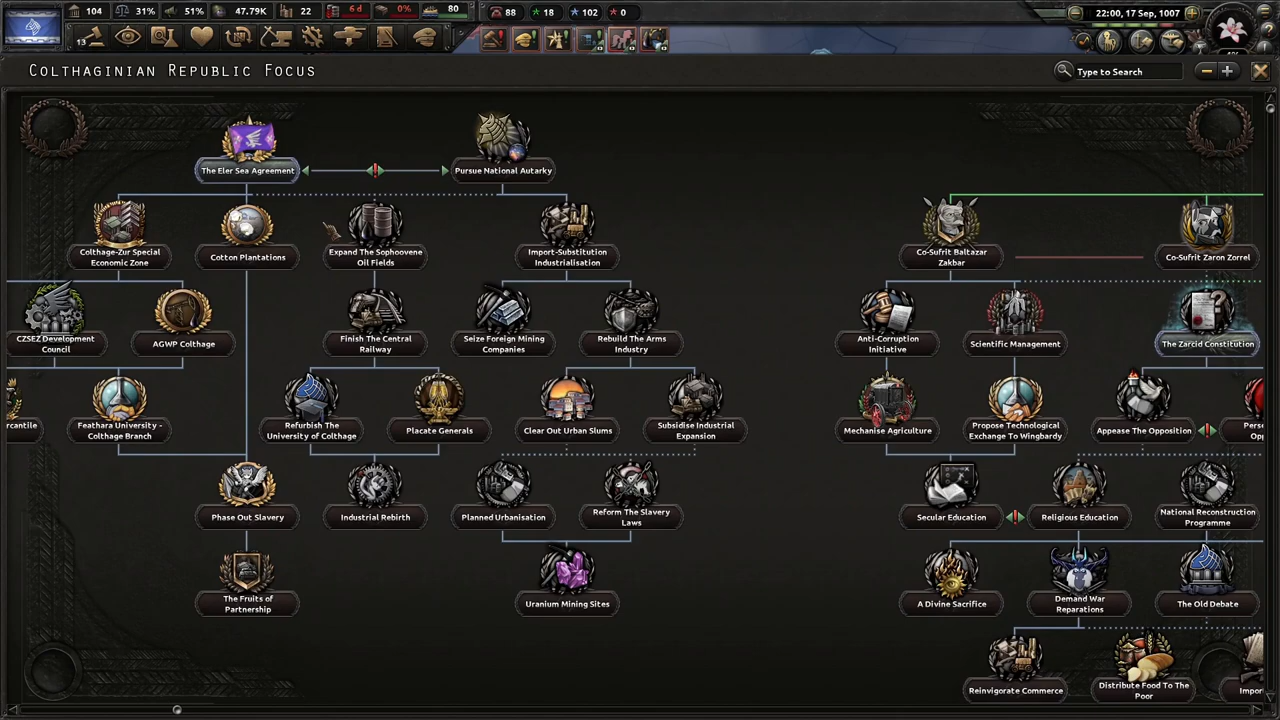 104
31%
51%
47.79K
22
6 d
0%
80
88
18
102
0
22:00, 17 Sep, 1007
13
Colthaginian Republic Focus
Type to Search
The Eler Sea Agreement
Pursue National Autarky
Colthage-Zur Special
Economic Zone
Cotton Plantations
Expand The Sophoovene
Oil Fields
Import-Substitution
Industrialisation
Co-Sufrit Baltazar
Zakbar
Co-Sufrit Zaron Zorrel
CZSEZ Development
Council
AGWP Colthage
Finish The Central
Railway
Seize Foreign Mining
Companies
Rebuild The Arms
Industry
Anti-Corruption
Initiative
Scientific Management
The Zarcid Constitution
ercantile
Feathara University -
Colthage Branch
Refurbish The
University of Colthage
Placate Generals
Clear Out Urban Slums
Subsidise Industrial
Expansion
Mechanise Agriculture
Propose Technological
Exchange To Wingbardy
Appease The Opposition
Pers
Opp
Phase Out Slavery
Industrial Rebirth
Planned Urbanisation
Reform The Slavery
Laws
Secular Education
Religious Education
National Reconstruction
Programme
The Fruits of
Partnership
Uranium Mining Sites
A Divine Sacrifice
Demand War
Reparations
The Old Debate
Reinvigorate Commerce
Distribute Food To The
Poor
Impor